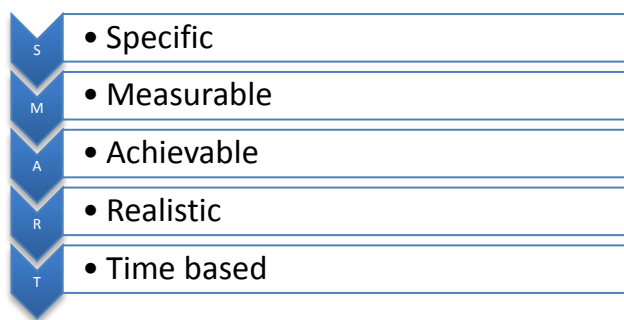 S • Specific
M • Measurable
A • Achievable
R • Realistic
T • Time based